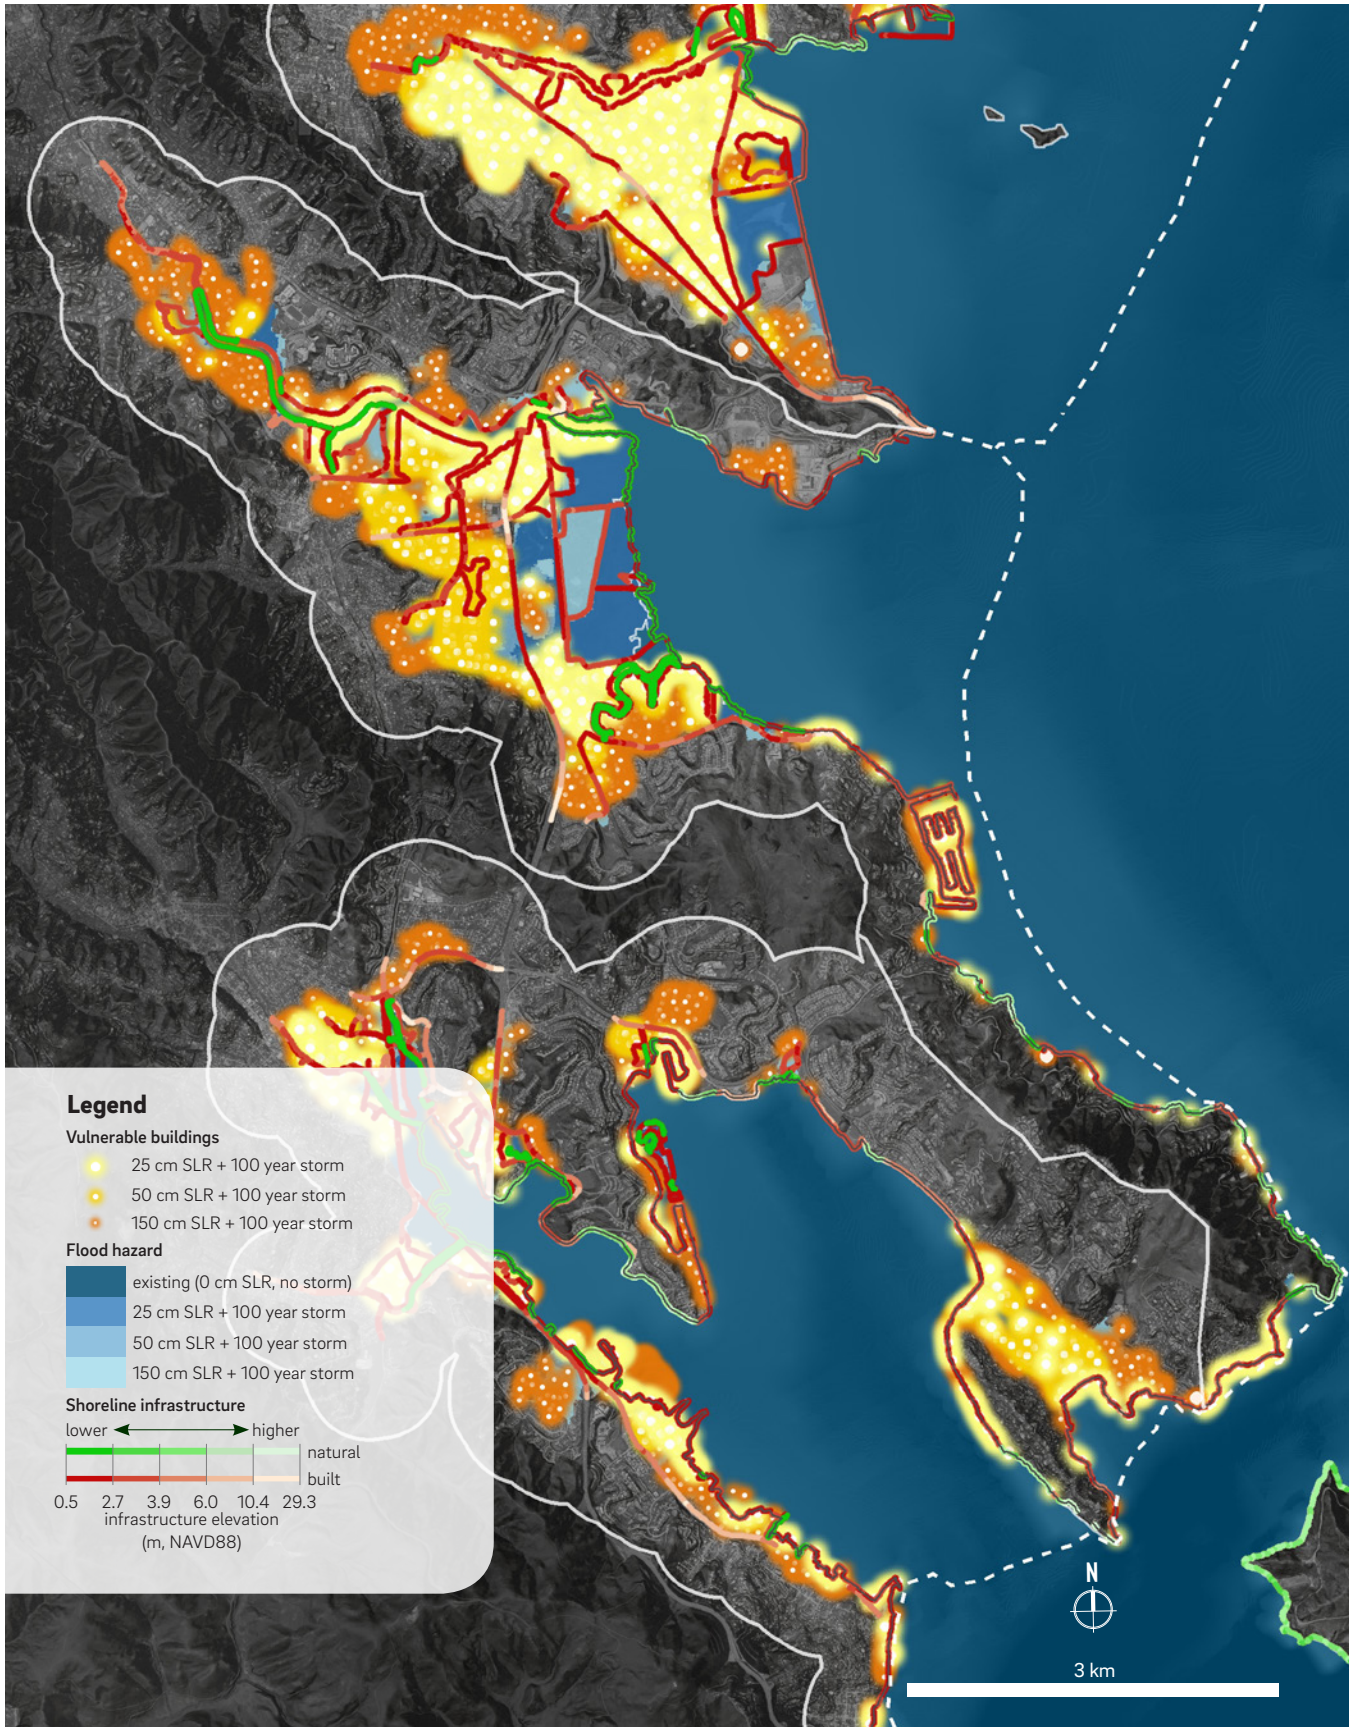 Legend
Vulnerable buildings
25 cm SLR + 100 year storm
50 cm SLR + 100 year storm
150 cm SLR + 100 year storm
Flood hazard
existing (0 cm SLR, no storm)
25 cm SLR + 100 year storm
50 cm SLR + 100 year storm
150 cm SLR + 100 year storm
Shoreline infrastructure
lower higher
natural
built
0.5 2.7 3.9 6.0 10.4 29.3
infrastructure elevation
(m, NAVD88)
N
3 km